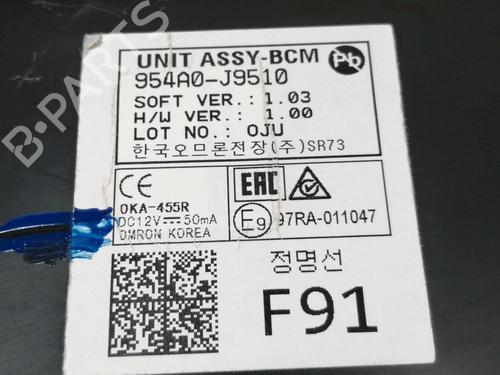 UNIT ASSY-BCM
Pb
954A0-J9510
SOFT VER.: 1.03
H/W VER.: 1.00
LOT NO.: OJU
한국오므론전장(주)SR73
CE
EAC
OKA-455R
DC12V 50mA
OMRON KOREA
E9
97RA-011047
정명선
F91
B-PARTS